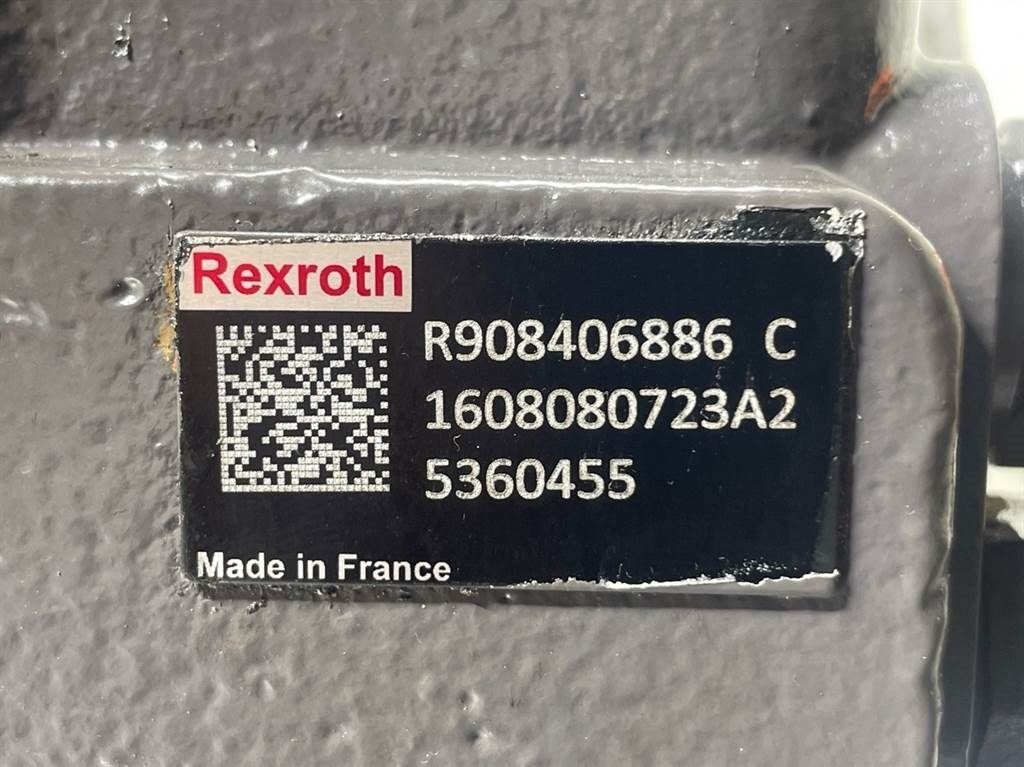 Rexroth
R908406886 C
1608080723A2
5360455
Made in France